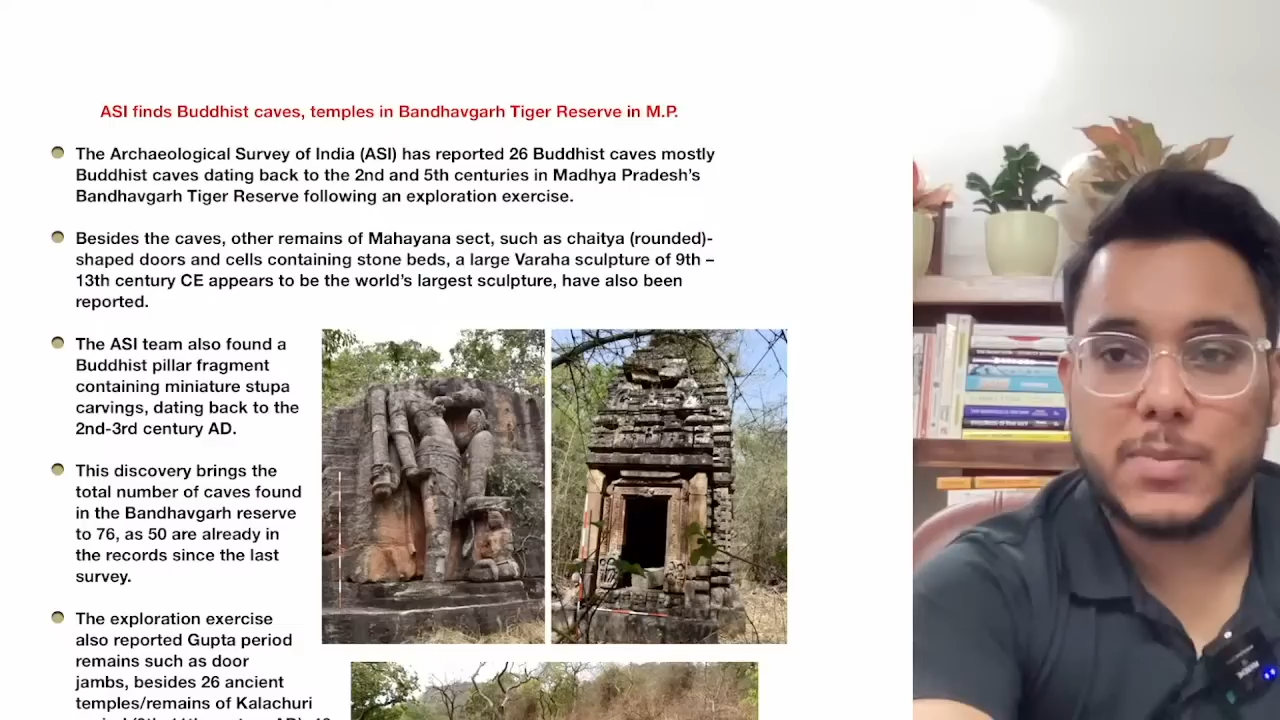 ASI finds Buddhist caves, temples in Bandhavgarh Tiger Reserve in M.P.
The Archaeological Survey of India (ASI) has reported 26 Buddhist caves mostly
Buddhist caves dating back to the 2nd and 5th centuries in Madhya Pradesh's
Bandhavgarh Tiger Reserve following an exploration exercise.
Besides the caves, other remains of Mahayana sect, such as chaitya (rounded)-
shaped doors and cells containing stone beds, a large Varaha sculpture of 9th –
13th century CE appears to be the world's largest sculpture, have also been
reported.
The ASI team also found a
Buddhist pillar fragment
containing miniature stupa
carvings, dating back to the
2nd-3rd century AD.
This discovery brings the
total number of caves found
in the Bandhavgarh reserve
to 76, as 50 are already in
the records since the last
survey.
The exploration exercise
also reported Gupta period
remains such as door
jambs, besides 26 ancient
temples/remains of Kalachuri